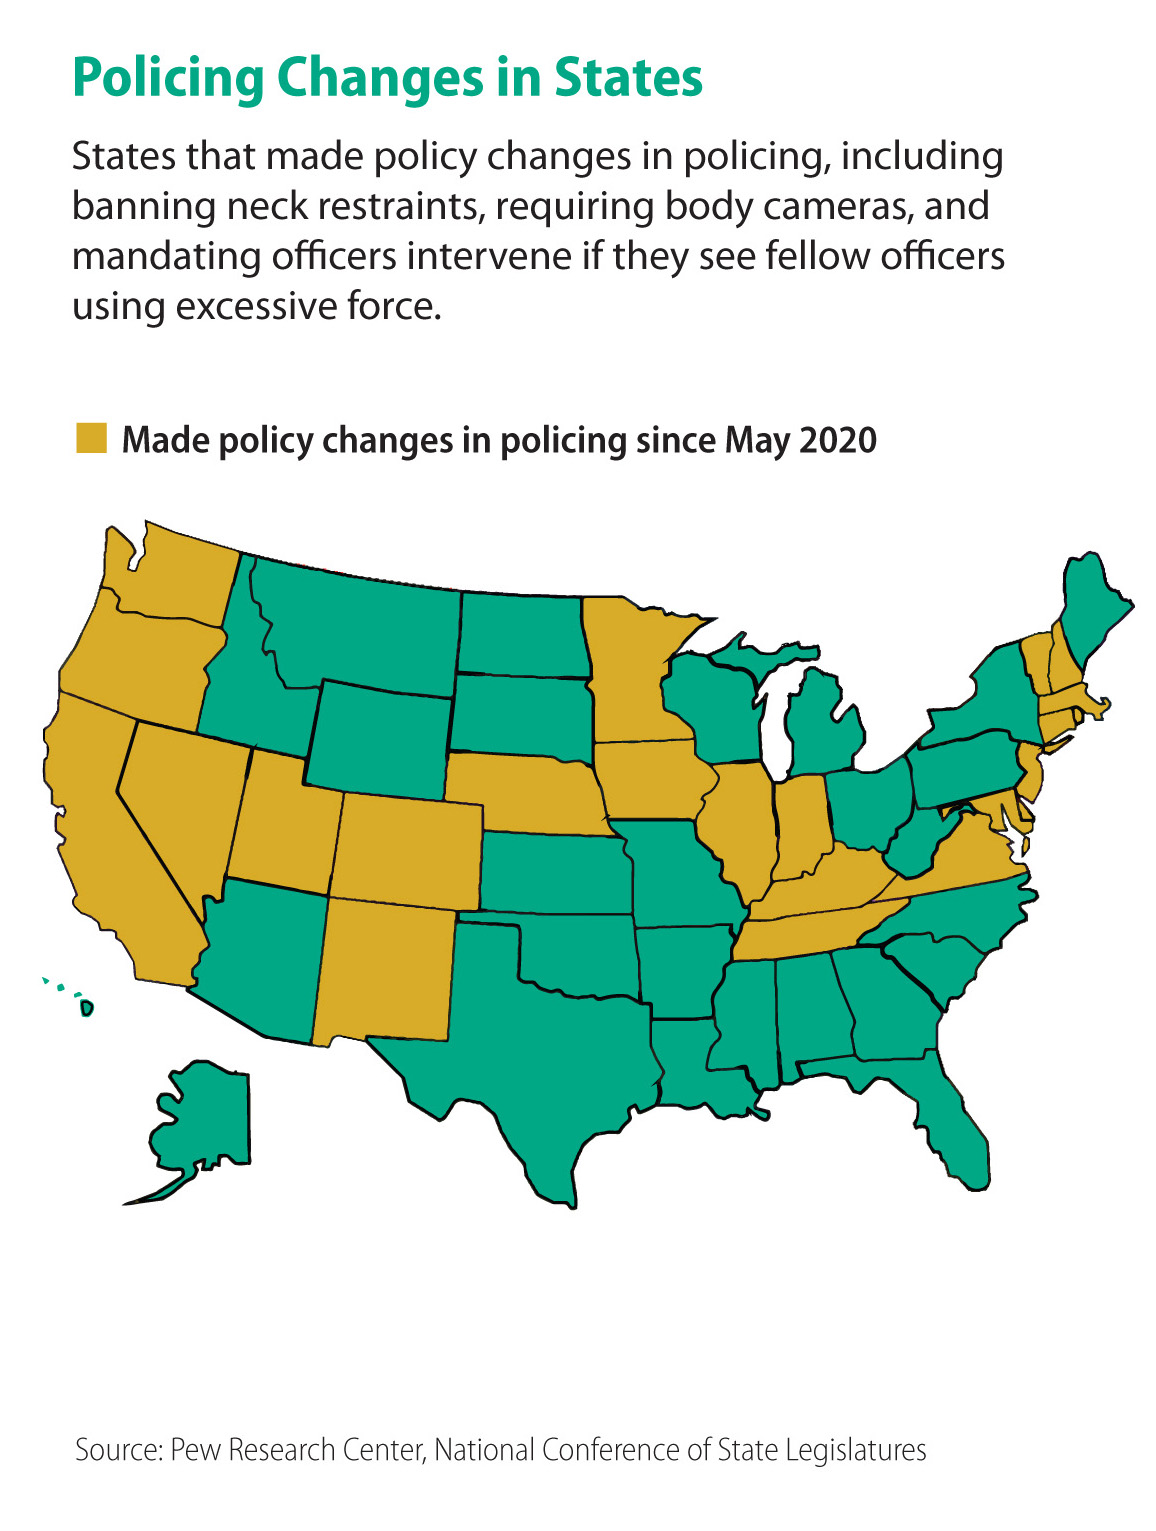 Policing Changes in States
States that made policy changes in policing, including
banning neck restraints, requiring body cameras, and
mandating officers intervene if they see fellow officers
using excessive force.
Made policy changes in policing since May 2020
Source: Pew Research Center, National Conference of State Legislatures